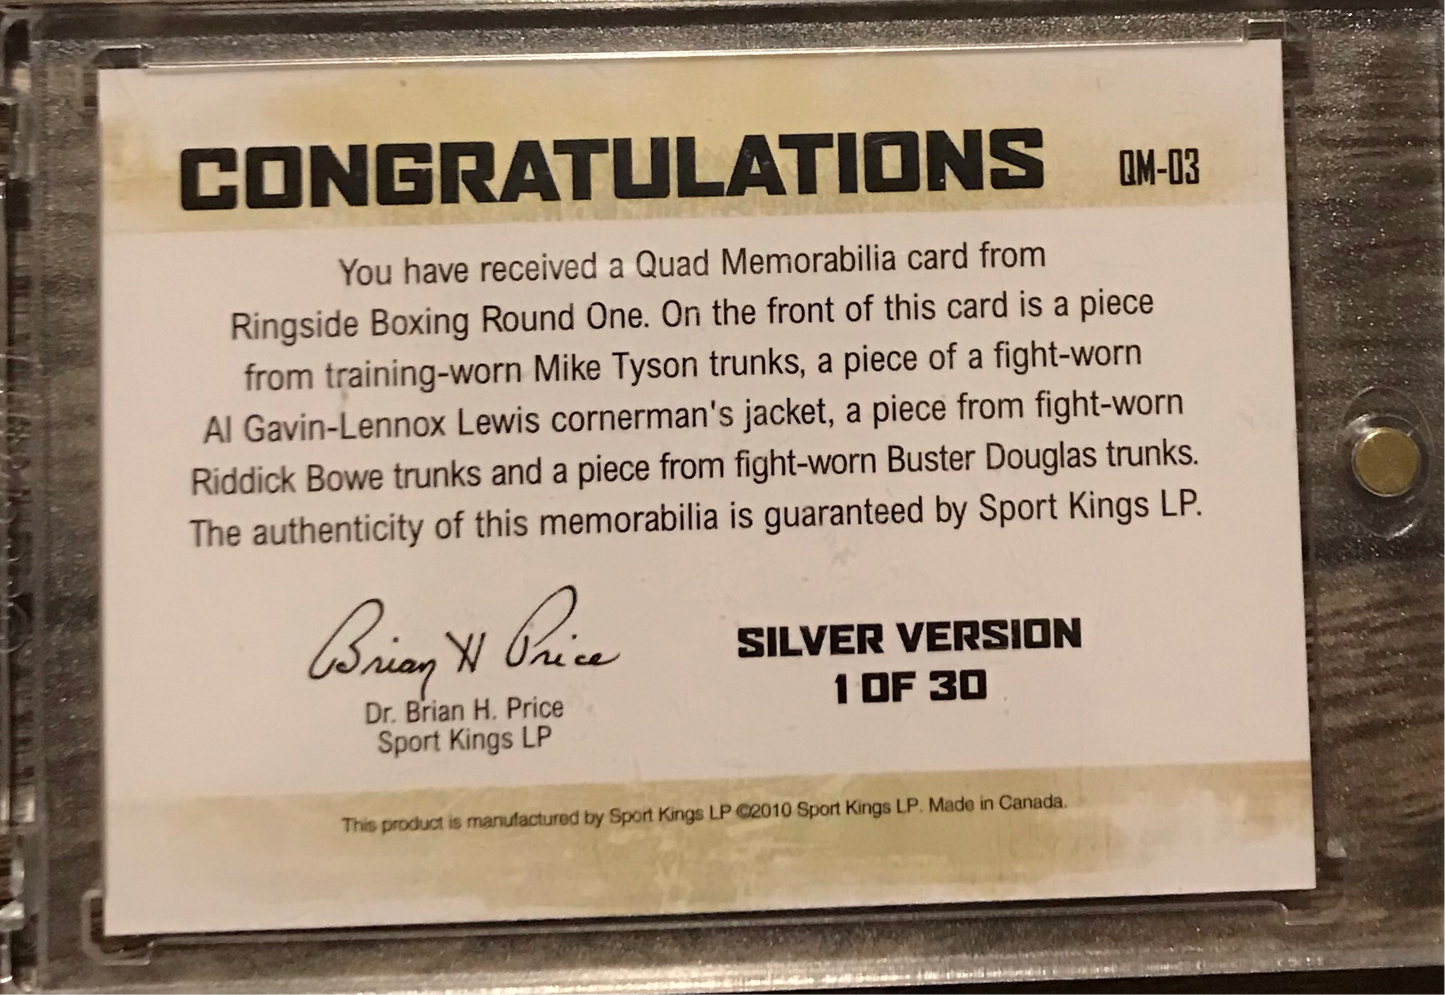 CONGRATULATIONS QM-03
You have received a Quad Memorabilia card from
Ringside Boxing Round One. On the front of this card is a piece
from training-worn Mike Tyson trunks, a piece of a fight-worn
Al Gavin-Lennox Lewis cornerman's jacket, a piece from fight-worn
Riddick Bowe trunks and a piece from fight-worn Buster Douglas trunks.
The authenticity of this memorabilia is guaranteed by Sport Kings LP.
Brian H Price
Dr. Brian H. Price
Sport Kings LP
SILVER VERSION
1 OF 30
This product is manufactured by Sport Kings LP ©2010 Sport Kings LP. Made in Canada.